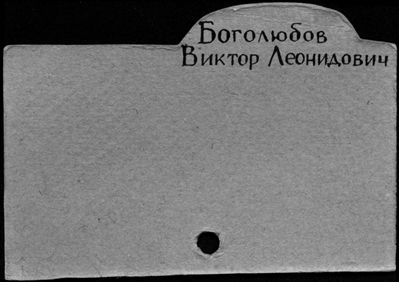 Боголюбов
Виктор Леонидович